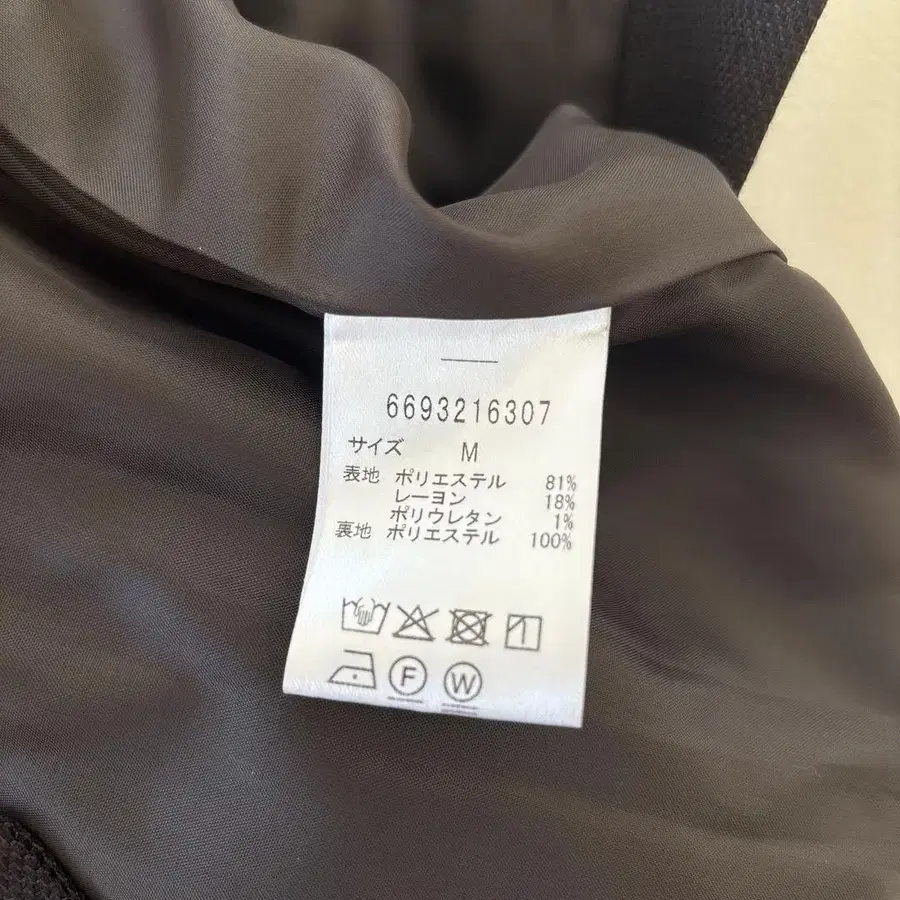 6693216307
サイズ M
表地 ポリエステル 81%
レーヨン 18%
ポリウレタン 1%
裏地 ポリエステル 100%
F W